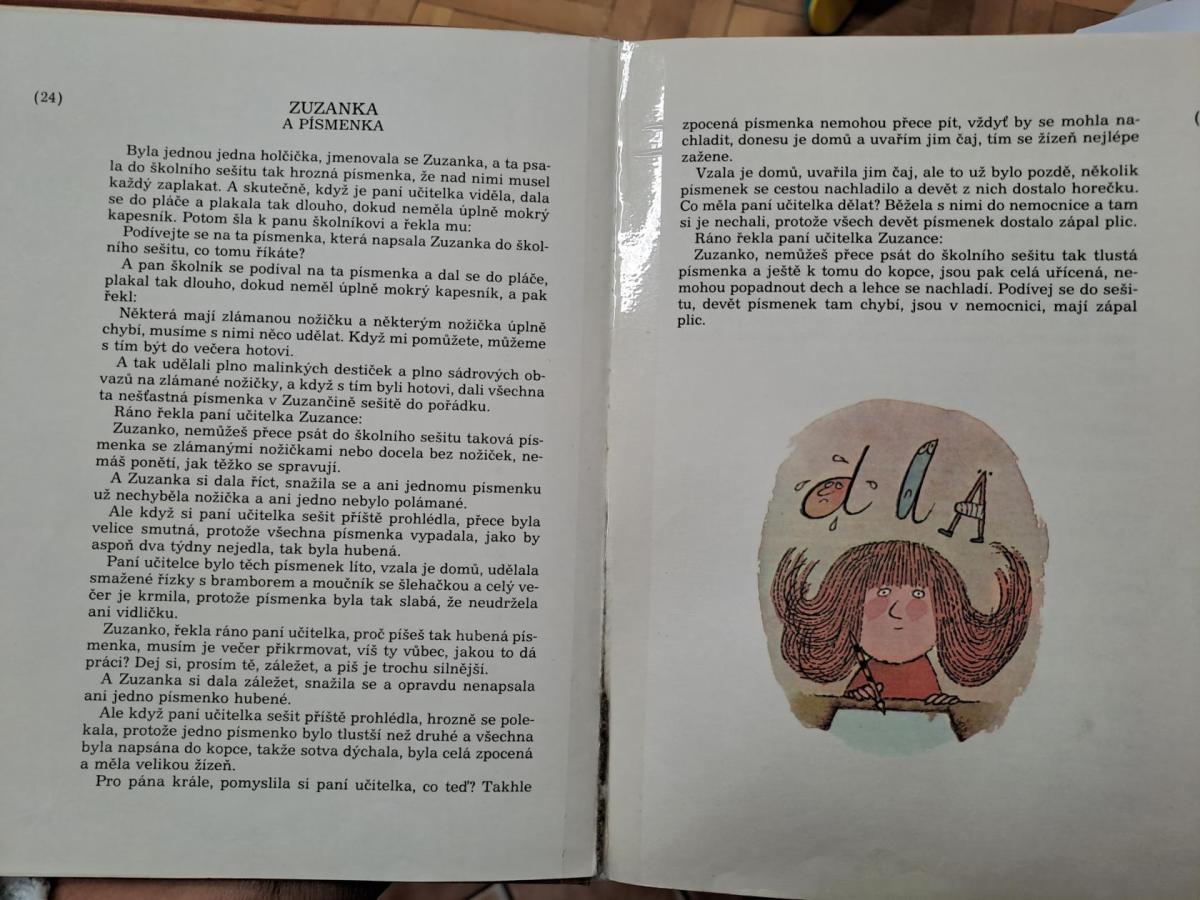 (24)
ZUZANKA
A PÍSMENKA
Byla jednou jedna holčička, jmenovala se Zuzanka, a ta psa-
la do školního sešitu tak hrozná písmenka, že nad nimi musel
každý zaplakat. A skutečně, když je paní učitelka viděla, dala
se do pláče a plakala tak dlouho, dokud neměla úplně mokrý
kapesník. Potom šla k panu školníkovi a řekla mu:
Podívejte se na ta písmenka, která napsala Zuzanka do škol-
ního sešitu, co tomu říkáte?
A pan školník se podíval na ta písmenka a dal se do pláče,
plakal tak dlouho, dokud neměl úplně mokrý kapesník, a pak
řekl:
Některá mají zlámanou nožičku a některým nožička úplně
chybí, musíme s nimi něco udělat. Když mi pomůžete, můžeme
s tím být do večera hotovi.
A tak udělali plno malinkých destiček a plno sádrových ob-
vazů na zlámané nožičky, a když s tím byli hotovi, dali všechna
ta nešťastná písmenka v Zuzančině sešitě do pořádku.
Ráno řekla paní učitelka Zuzance:
Zuzanko, nemůžeš přece psát do školního sešitu taková pís-
menka se zlámanými nožičkami nebo docela bez nožiček, ne-
máš ponětí, jak těžko se spravují.
A Zuzanka si dala říct, snažila se a ani jednomu písmenku
už nechyběla nožička a ani jedno nebylo polámané.
Ale když si paní učitelka sešit příště prohlédla, přece byla
velice smutná, protože všechna písmenka vypadala, jako by
aspoň dva týdny nejedla, tak byla hubená.
Paní učitelce bylo těch písmenek líto, vzala je domů, udělala
smažené řízky s bramborem a moučník se šlehačkou a celý ve-
čer je krmila, protože písmenka byla tak slabá, že neudržela
ani vidličku.
Zuzanko, řekla ráno paní učitelka, proč píšeš tak hubená pís-
menka, musím je večer přikrmovat, víš ty vůbec, jakou to dá
práci? Dej si, prosím tě, záležet, a piš je trochu silnější.
A Zuzanka si dala záležet, snažila se a opravdu nenapsala
ani jedno písmenko hubené.
Ale když paní učitelka sešit příště prohlédla, hrozně se pole-
kala, protože jedno písmenko bylo tlustší než druhé a všechna
byla napsána do kopce, takže sotva dýchala, byla celá zpocená
a měla velikou žízeň.
Pro pána krále, pomyslila si paní učitelka, co teď? Takhle
zpocená písmenka nemohou přece pít, vždyť by se mohla na-
chladit, donesu je domů a uvařím jim čaj, tím se žízeň nejlépe
zažene.
Vzala je domů, uvařila jim čaj, ale to už bylo pozdě, několik
písmenek se cestou nachladilo a devět z nich dostalo horečku.
Co měla paní učitelka dělat? Běžela s nimi do nemocnice a tam
si je nechali, protože všech devět písmenek dostalo zápal plic.
Ráno řekla paní učitelka Zuzance:
Zuzanko, nemůžeš přece psát do školního sešitu tak tlustá
písmenka a ještě k tomu do kopce, jsou pak celá uřícená, ne-
mohou popadnout dech a lehce se nachladí. Podívej se do seši-
tu, devět písmenek tam chybí, jsou v nemocnici, mají zápal
plic.
d l Ä